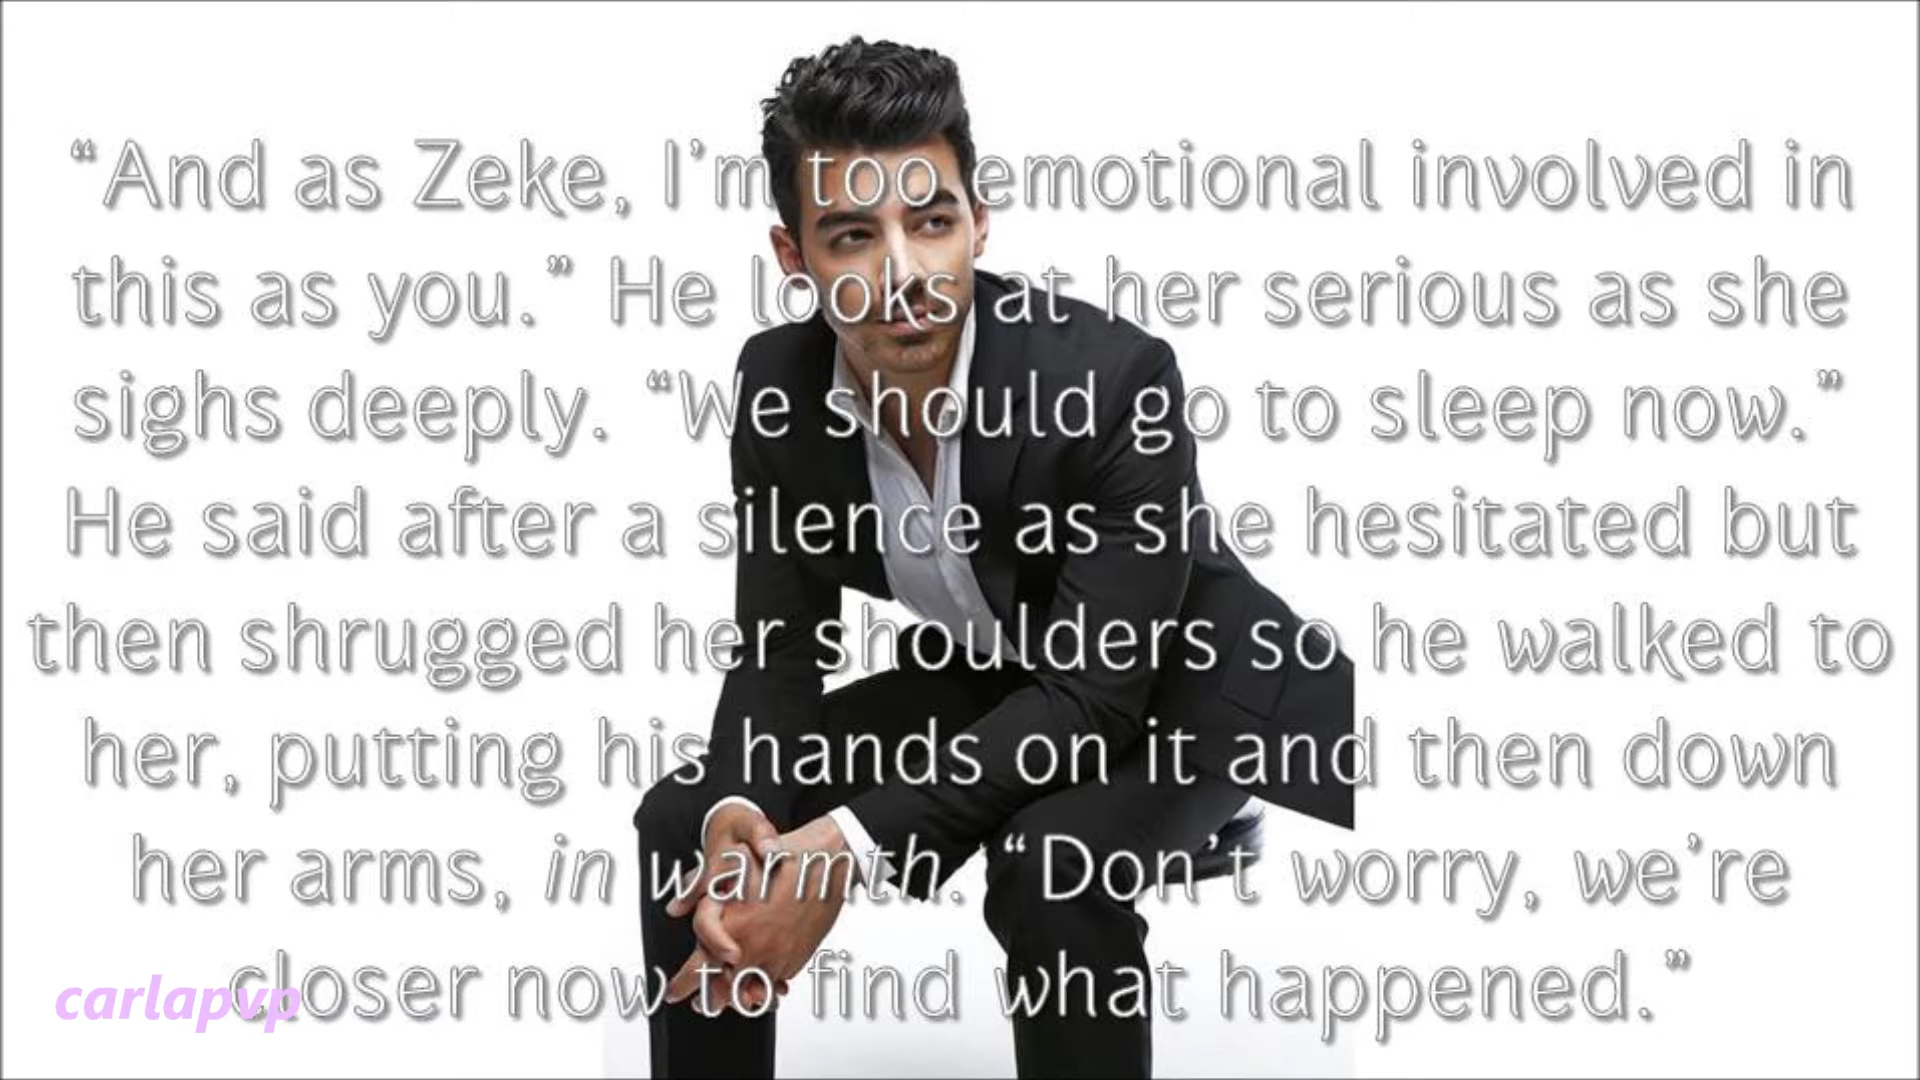 “And as Zeke, I’m too emotional involved in
this as you.” He looks at her serious as she
sighs deeply. “We should go to sleep now.”
He said after a silence as she hesitated but
then shrugged her shoulders so he walked to
her, putting his hands on it and then down
her arms, in warmth. “Don’t worry, we’re
closer now to find what happened.”
carlapvp